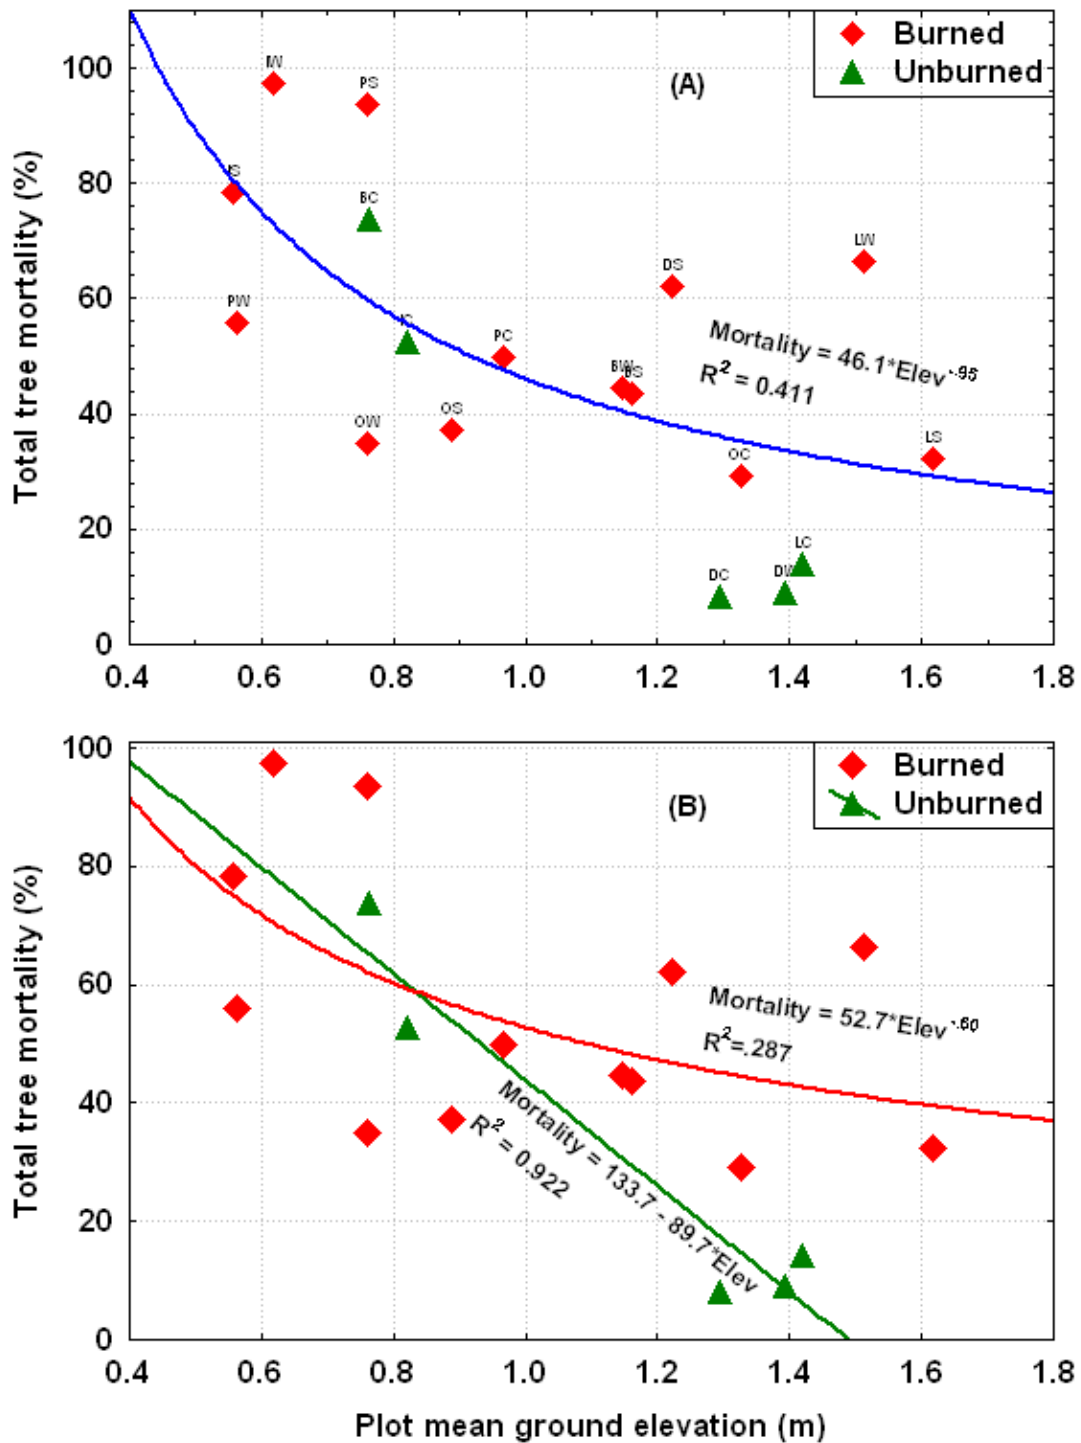 Burned
Unburned
(A)
Total tree mortality (%)
100
80
60
40
20
0
IW
PS
IS
BC
PW
IC
PC
OW
OS
DS
LW
BW
BS
OC
LS
DC
DW
LC
Mortality = 46.1*Elev^-.95
R² = 0.411
0.4 0.6 0.8 1.0 1.2 1.4 1.6 1.8
Burned
Unburned
(B)
Total tree mortality (%)
100
80
60
40
20
0
Mortality = 52.7*Elev^-.60
R²=.287
Mortality = 133.7 - 89.7*Elev
R² = 0.922
0.4 0.6 0.8 1.0 1.2 1.4 1.6 1.8
Plot mean ground elevation (m)